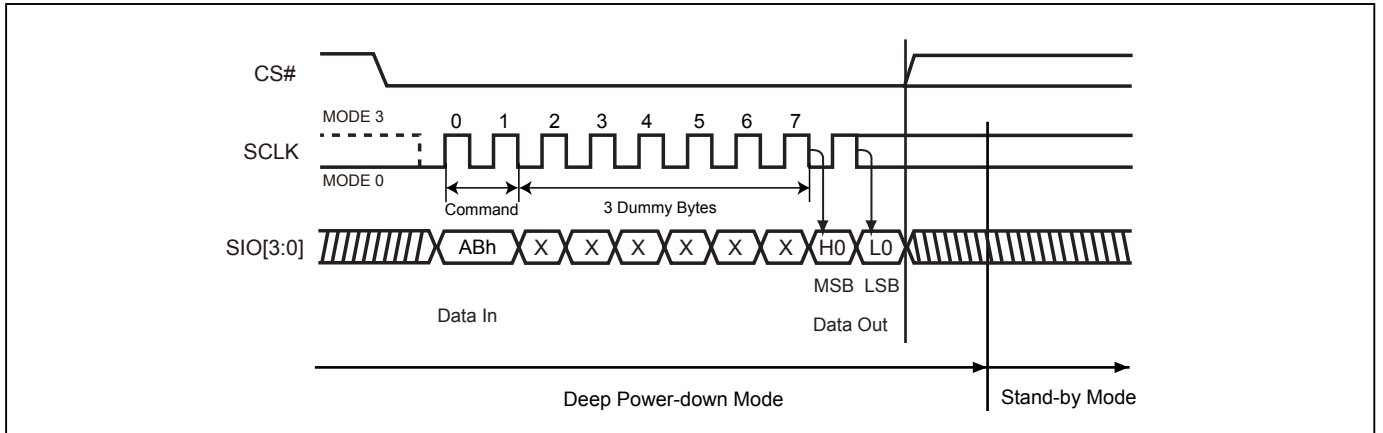 CS#
MODE 3
0 1 2 3 4 5 6 7
SCLK
MODE 0
Command
3 Dummy Bytes
SIO[3:0]
ABh X X X X X X H0 L0
MSB LSB
Data In
Data Out
Deep Power-down Mode
Stand-by Mode